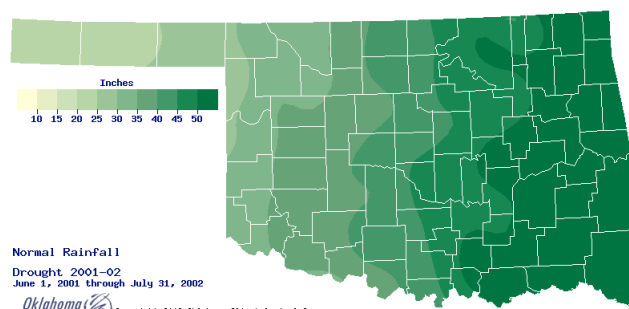 Inches
10 15 20 25 30 35 40 45 50
Normal Rainfall
Drought 2001-02
June 1, 2001 through July 31, 2002
Oklahoma